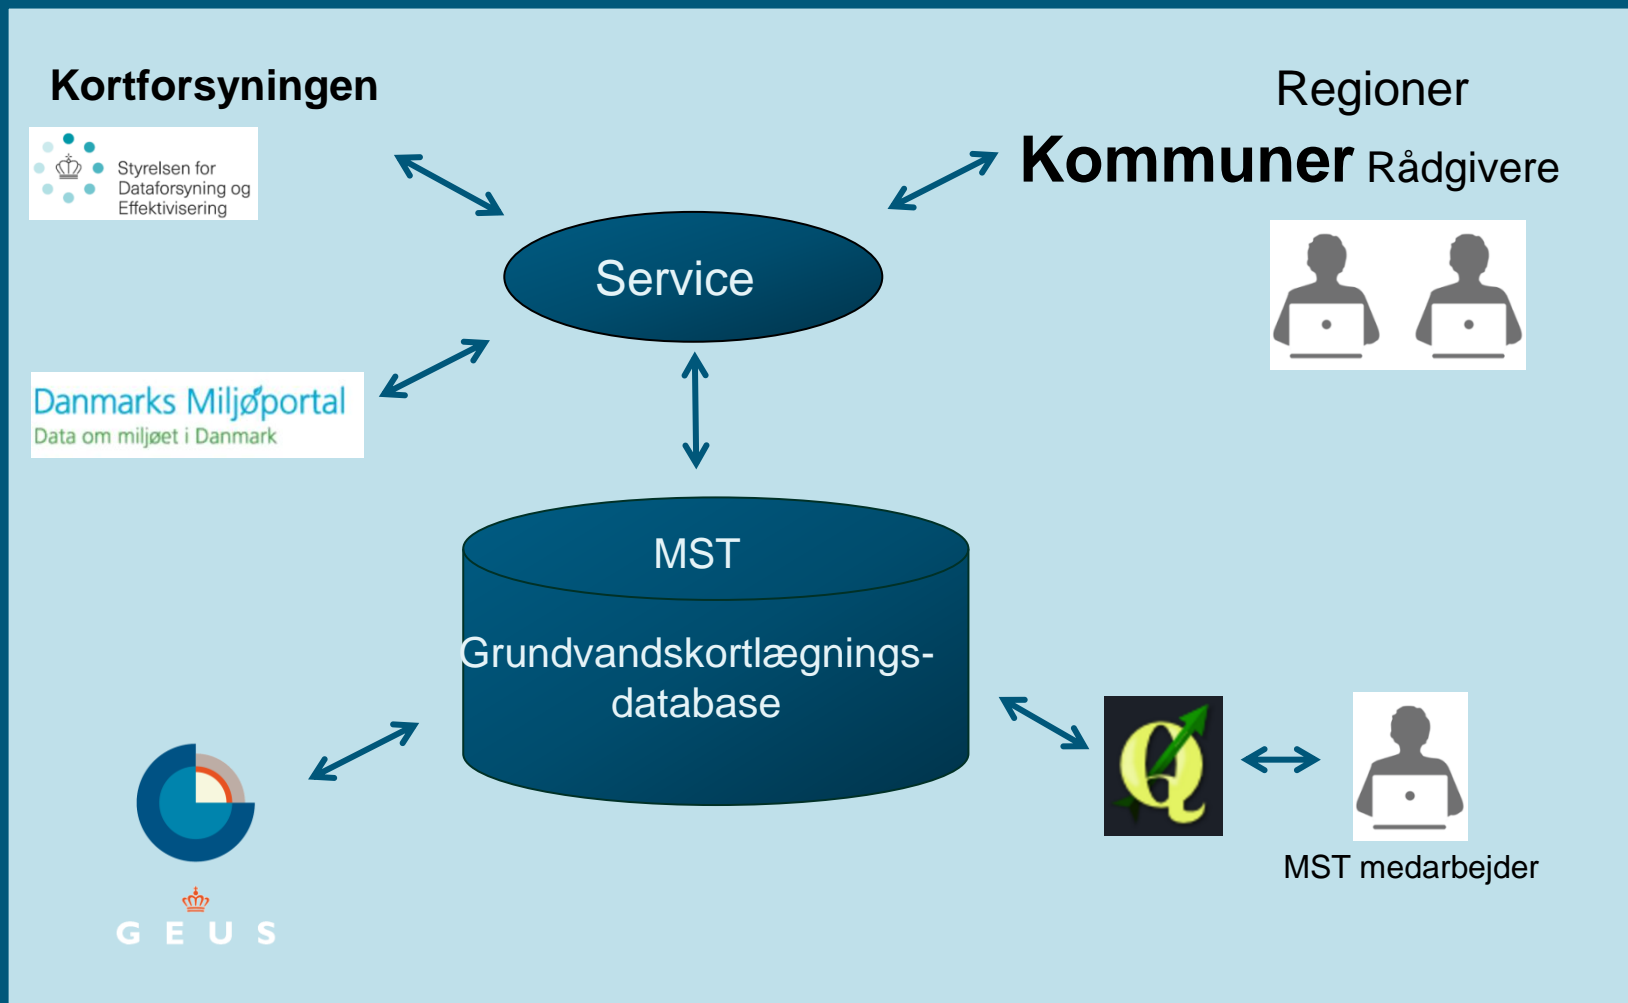 Kortforsyningen
Styrelsen for
Dataforsyning og
Effektivisering
Regioner
Kommuner Rådgivere
Service
Danmarks Miljøportal
Data om miljøet i Danmark
MST
Grundvandskortlægnings-
database
MST medarbejder
G E U S